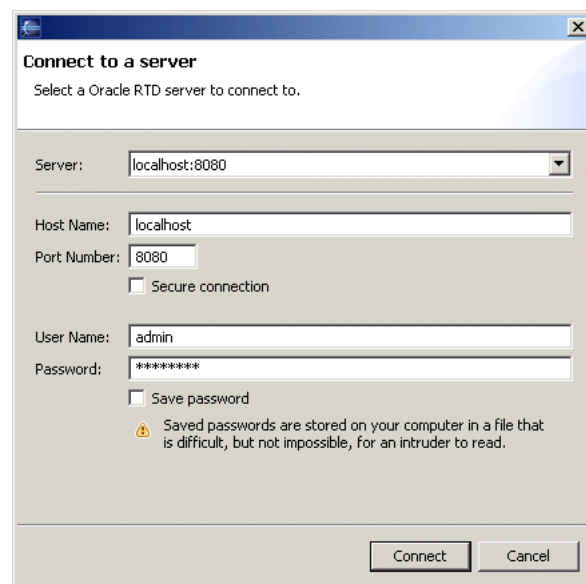 Connect to a server
Select a Oracle RTD server to connect to.
Server: localhost:8080
Host Name: localhost
Port Number: 8080
Secure connection
User Name: admin
Password: ********
Save password
Saved passwords are stored on your computer in a file that
is difficult, but not impossible, for an intruder to read.
Connect Cancel